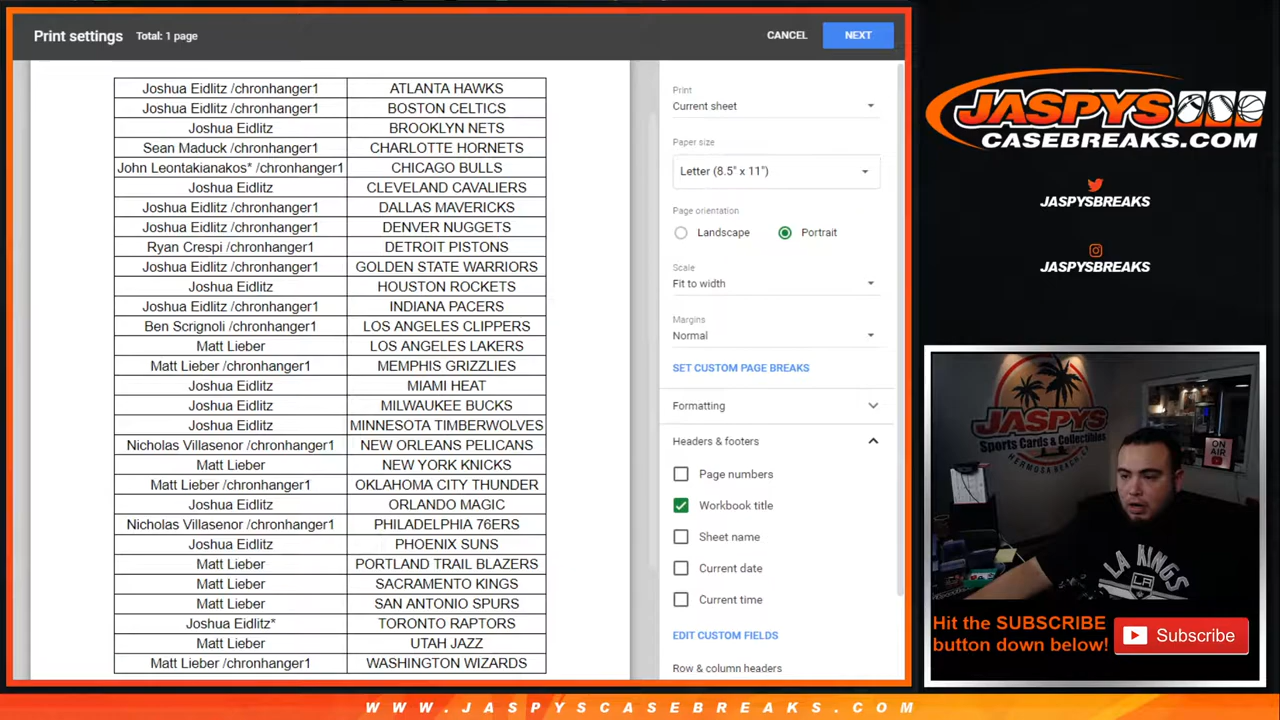 Print settings Total: 1 page CANCEL NEXT
Joshua Eidlitz /chronhanger1 ATLANTA HAWKS
Joshua Eidlitz /chronhanger1 BOSTON CELTICS
Joshua Eidlitz BROOKLYN NETS
Sean Maduck /chronhanger1 CHARLOTTE HORNETS
John Leontakianakos* /chronhanger1 CHICAGO BULLS
Joshua Eidlitz CLEVELAND CAVALIERS
Joshua Eidlitz /chronhanger1 DALLAS MAVERICKS
Joshua Eidlitz /chronhanger1 DENVER NUGGETS
Ryan Crespi /chronhanger1 DETROIT PISTONS
Joshua Eidlitz /chronhanger1 GOLDEN STATE WARRIORS
Joshua Eidlitz HOUSTON ROCKETS
Joshua Eidlitz /chronhanger1 INDIANA PACERS
Ben Scrignoli /chronhanger1 LOS ANGELES CLIPPERS
Matt Lieber LOS ANGELES LAKERS
Matt Lieber /chronhanger1 MEMPHIS GRIZZLIES
Joshua Eidlitz MIAMI HEAT
Joshua Eidlitz MILWAUKEE BUCKS
Joshua Eidlitz MINNESOTA TIMBERWOLVES
Nicholas Villasenor /chronhanger1 NEW ORLEANS PELICANS
Matt Lieber NEW YORK KNICKS
Matt Lieber /chronhanger1 OKLAHOMA CITY THUNDER
Joshua Eidlitz ORLANDO MAGIC
Nicholas Villasenor /chronhanger1 PHILADELPHIA 76ERS
Joshua Eidlitz PHOENIX SUNS
Matt Lieber PORTLAND TRAIL BLAZERS
Matt Lieber SACRAMENTO KINGS
Matt Lieber SAN ANTONIO SPURS
Joshua Eidlitz* TORONTO RAPTORS
Matt Lieber UTAH JAZZ
Matt Lieber /chronhanger1 WASHINGTON WIZARDS
Print
Current sheet
Paper size
Letter (8.5" x 11")
Page orientation
Landscape Portrait
Scale
Fit to width
Margins
Normal
SET CUSTOM PAGE BREAKS
Formatting
Headers & footers
Page numbers
Workbook title
Sheet name
Current date
Current time
EDIT CUSTOM FIELDS
Row & column headers
JASPYS
CASEBREAKS.COM
JASPYSBREAKS
JASPYSBREAKS
JASPYS
Sports Cards & Collectibles
HERMOSA BEACH
ON AIR
LA KINGS
LA
Hit the SUBSCRIBE
button down below!
Subscribe
WWW.JASPYSCASEBREAKS.COM